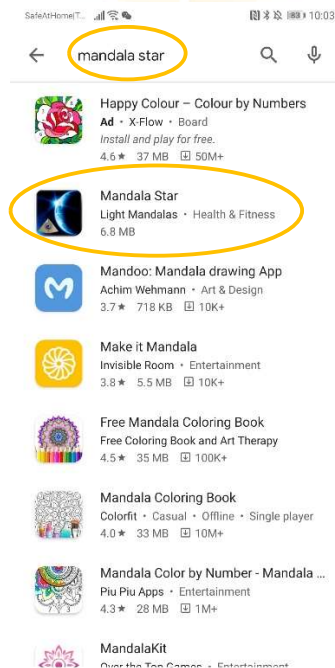 SafeAtHome|T... 10:03
mandala star
Happy Colour – Colour by Numbers
Ad • X-Flow • Board
Install and play for free.
4.6★ 37 MB 50M+
Mandala Star
Light Mandalas • Health & Fitness
6.8 MB
Mandoo: Mandala drawing App
Achim Wehmann • Art & Design
3.7★ 718 KB 10K+
Make it Mandala
Invisible Room • Entertainment
3.8★ 5.5 MB 10K+
Free Mandala Coloring Book
Free Coloring Book and Art Therapy
4.5★ 35 MB 100K+
Mandala Coloring Book
Colorfit • Casual • Offline • Single player
4.0★ 33 MB 10M+
Mandala Color by Number - Mandala ...
Piu Piu Apps • Entertainment
4.3★ 28 MB 1M+
MandalaKit
Over the Top Games • Entertainment